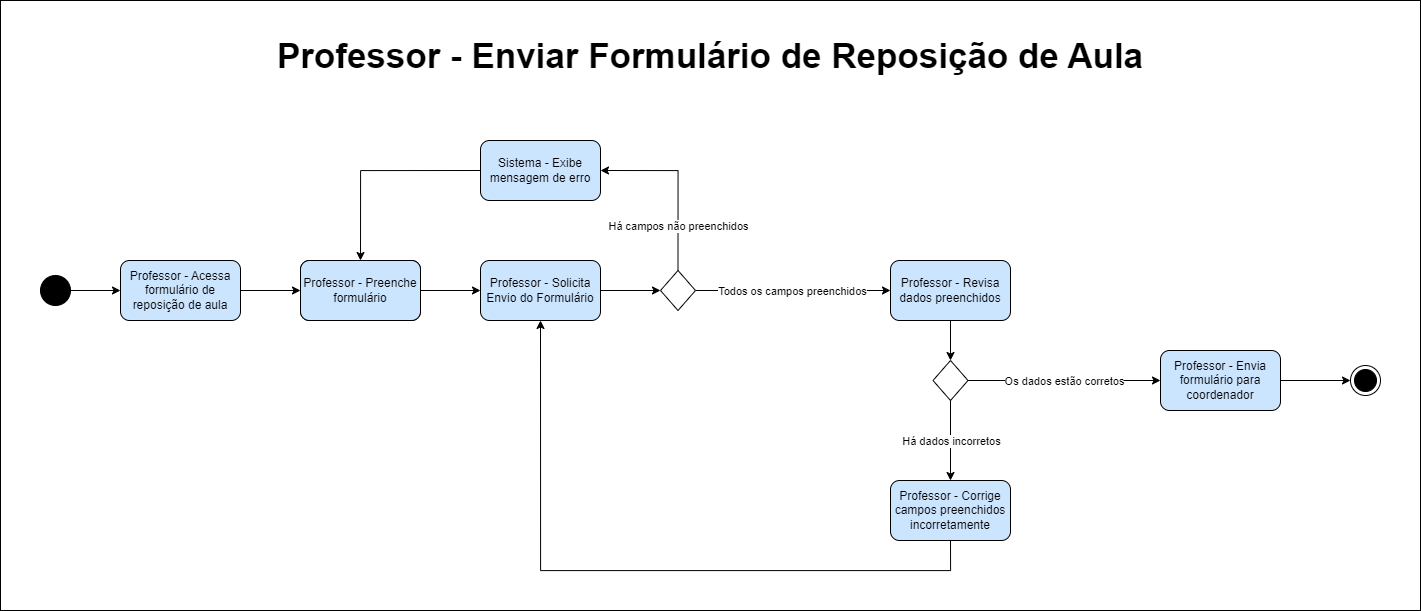 Professor - Enviar Formulário de Reposição de Aula
Sistema - Exibe
mensagem de erro
Há campos não preenchidos
Professor - Acessa
formulário de
reposição de aula
Professor - Preenche
formulário
Professor - Solicita
Envio do Formulário
Todos os campos preenchidos
Professor - Revisa
dados preenchidos
Os dados estão corretos
Professor - Envia
formulário para
coordenador
Há dados incorretos
Professor - Corrige
campos preenchidos
incorretamente